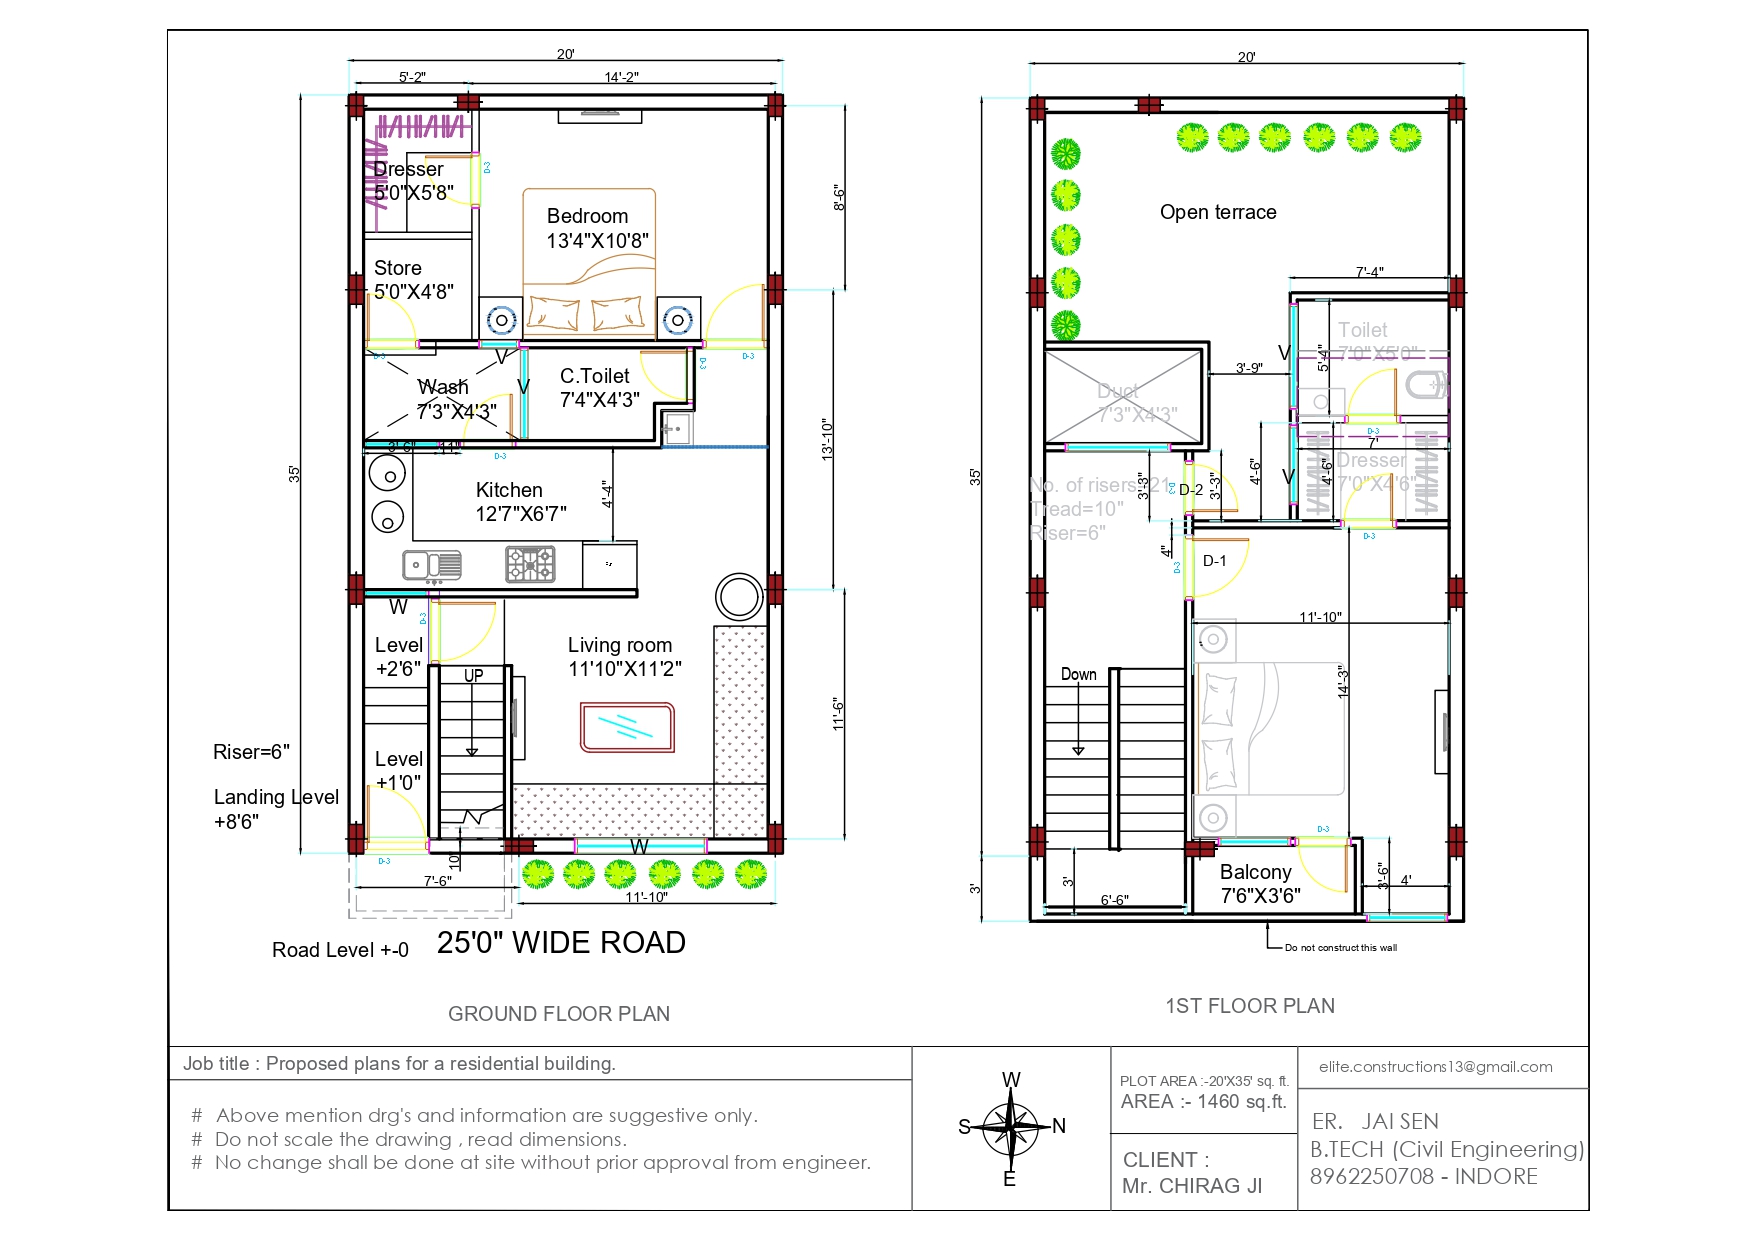 20'
5'-2"
14'-2"
35'
Dresser
5'0"X5'8"
D-3
Bedroom
13'4"X10'8"
8'-6"
Store
5'0"X4'8"
D-3
V
D-3
D-3
Wash
7'3"X4'3"
V
C.Toilet
7'4"X4'3"
3'-6"
11"
D-3
13'-10"
Kitchen
12'7"X6'7"
4'-4"
W
D-3
Level
+2'6"
UP
Living room
11'10"X11'2"
11'-6"
Riser=6"
Level
+1'0"
Landing Level
+8'6"
D-3
W
10"
7'-6"
11'-10"
Road Level +-0
25'0" WIDE ROAD
GROUND FLOOR PLAN
20'
35'
3'
Open terrace
7'-4"
Toilet
7'0"X5'0"
5'-4"
V
3'-9"
Duct
7'3"X4'3"
D-3
7'
Dresser
7'0"X4'6"
4'-6"
4'-6"
V
No. of risers=21
Tread=10"
Riser=6"
3'-3"
D-3
D-2
3'-3"
4"
D-3
D-1
D-3
11'-10"
14'-3"
Down
D-3
Balcony
7'6"X3'6"
3'-6"
4'
3'
6'-6"
Do not construct this wall
1ST FLOOR PLAN
Job title : Proposed plans for a residential building.
# Above mention drg's and information are suggestive only.
# Do not scale the drawing , read dimensions.
# No change shall be done at site without prior approval from engineer.
W
S
N
E
PLOT AREA :-20'X35' sq. ft.
AREA :- 1460 sq.ft.
CLIENT :
Mr. CHIRAG JI
elite.constructions13@gmail.com
ER. JAI SEN
B.TECH (Civil Engineering)
8962250708 - INDORE